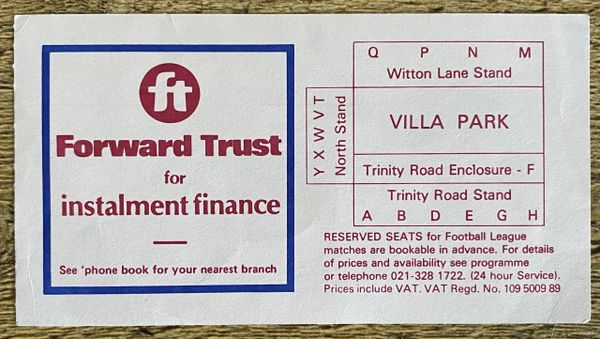 ft
Forward Trust
for
instalment finance
See 'phone book for your nearest branch
Q P N M
Witton Lane Stand
Y X W V T
North Stand
VILLA PARK
Trinity Road Enclosure - F
Trinity Road Stand
A B D E G H
RESERVED SEATS for Football League
matches are bookable in advance. For details
of prices and availability see programme
or telephone 021-328 1722. (24 hour Service).
Prices include VAT. VAT Regd. No. 109 5009 89